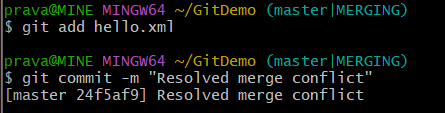 prava@MINE MINGW64 ~/GitDemo (master|MERGING)
$ git add hello.xml
prava@MINE MINGW64 ~/GitDemo (master|MERGING)
$ git commit -m "Resolved merge conflict"
[master 24f5af9] Resolved merge conflict